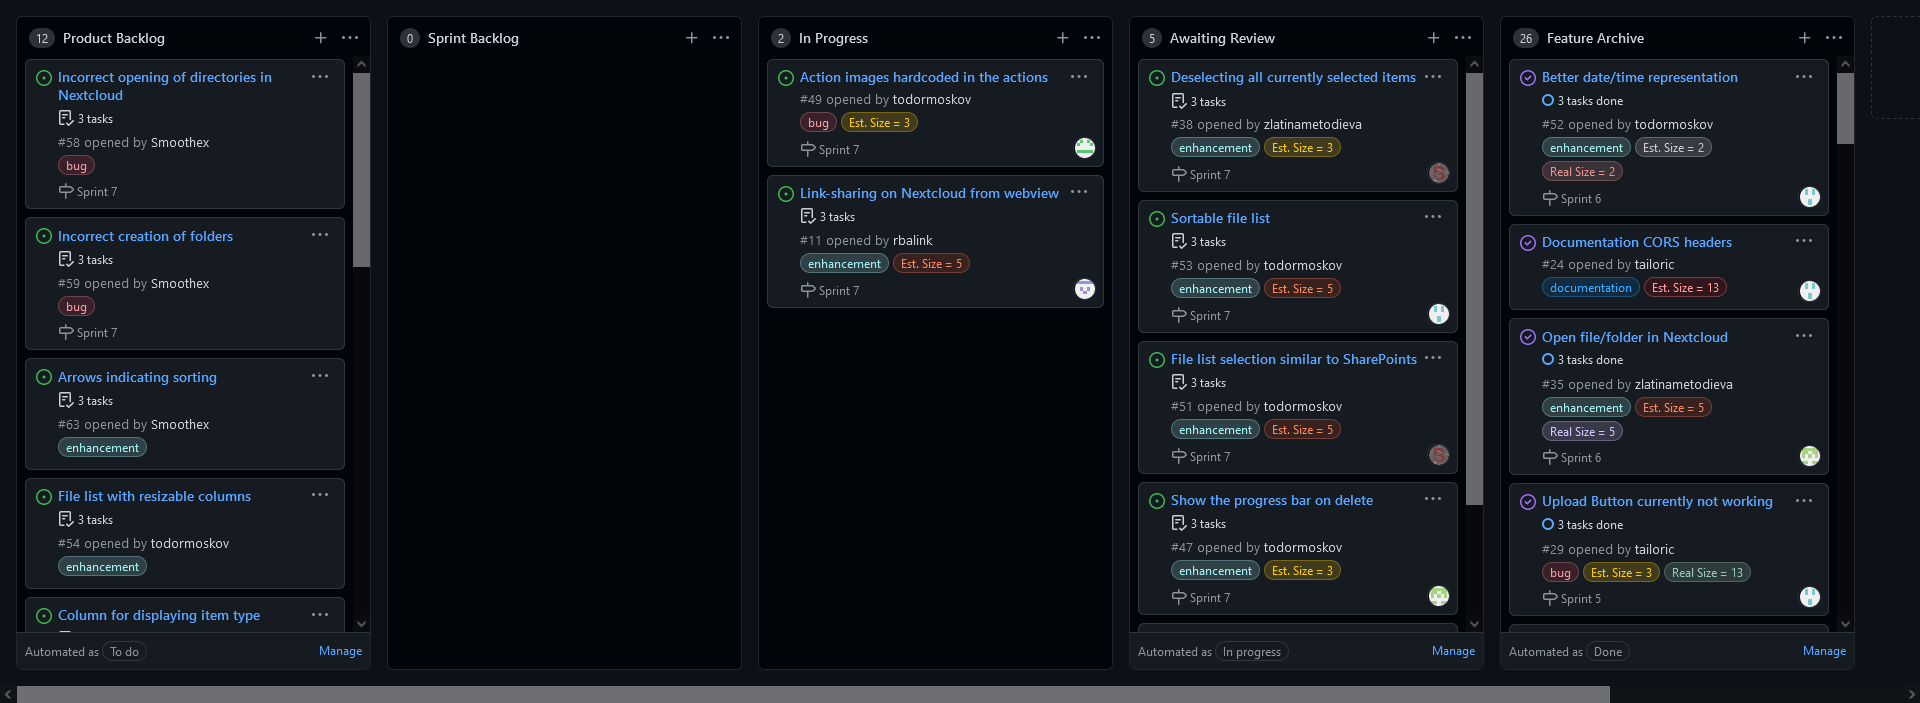 12 Product Backlog
Incorrect opening of directories in
Nextcloud
3 tasks
#58 opened by Smoothex
bug
Sprint 7
Incorrect creation of folders
3 tasks
#59 opened by Smoothex
bug
Sprint 7
Arrows indicating sorting
3 tasks
#63 opened by Smoothex
enhancement
File list with resizable columns
3 tasks
#54 opened by todormoskov
enhancement
Column for displaying item type
Automated as To do Manage
0 Sprint Backlog
2 In Progress
Action images hardcoded in the actions
#49 opened by todormoskov
bug Est. Size = 3
Sprint 7
Link-sharing on Nextcloud from webview
3 tasks
#11 opened by rbalink
enhancement Est. Size = 5
Sprint 7
5 Awaiting Review
Deselecting all currently selected items
3 tasks
#38 opened by zlatinametodieva
enhancement Est. Size = 3
Sprint 7
Sortable file list
3 tasks
#53 opened by todormoskov
enhancement Est. Size = 5
Sprint 7
File list selection similar to SharePoints
3 tasks
#51 opened by todormoskov
enhancement Est. Size = 5
Sprint 7
Show the progress bar on delete
3 tasks
#47 opened by todormoskov
enhancement Est. Size = 3
Sprint 7
Automated as In progress Manage
26 Feature Archive
Better date/time representation
3 tasks done
#52 opened by todormoskov
enhancement Est. Size = 2
Real Size = 2
Sprint 6
Documentation CORS headers
#24 opened by tailoric
documentation Est. Size = 13
Open file/folder in Nextcloud
3 tasks done
#35 opened by zlatinametodieva
enhancement Est. Size = 5
Real Size = 5
Sprint 6
Upload Button currently not working
3 tasks done
#29 opened by tailoric
bug Est. Size = 3 Real Size = 13
Sprint 5
Automated as Done Manage